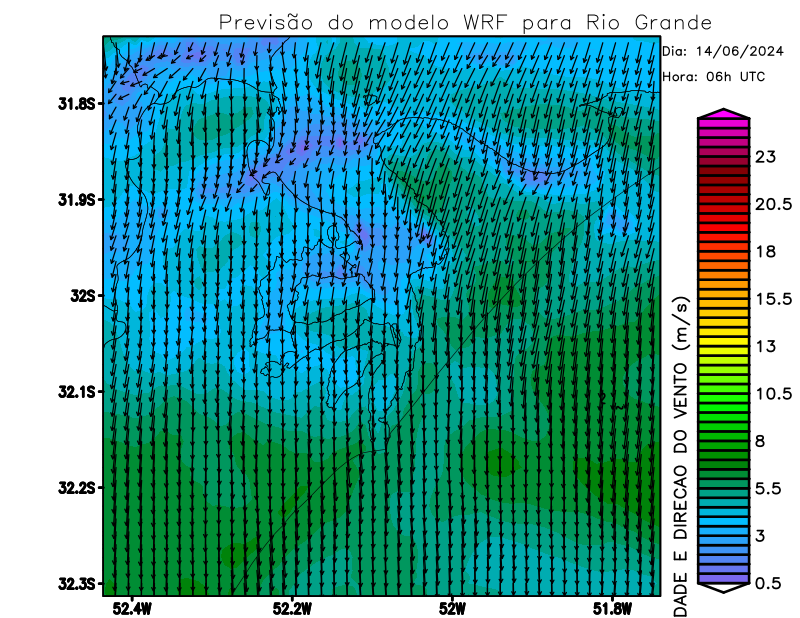 Previsão do modelo WRF para Rio Grande
Dia: 14/06/2024
Hora: 06h UTC
31.8S
31.9S
32S
32.1S
32.2S
32.3S
52.4W
52.2W
52W
51.8W
23
20.5
18
15.5
13
10.5
8
5.5
3
0.5
DADE E DIRECAO DO VENTO (m/s)